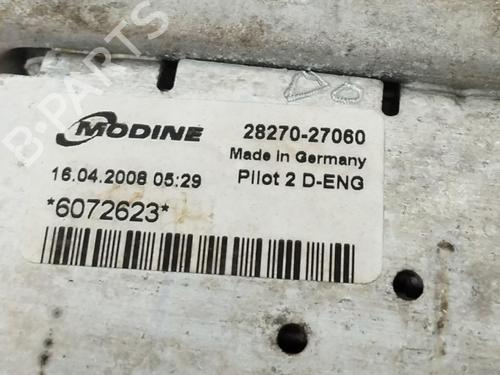 MODINE
28270-27060
Made in Germany
16.04.2008 05:29
Pilot 2 D-ENG
*6072623*
B-PARTS